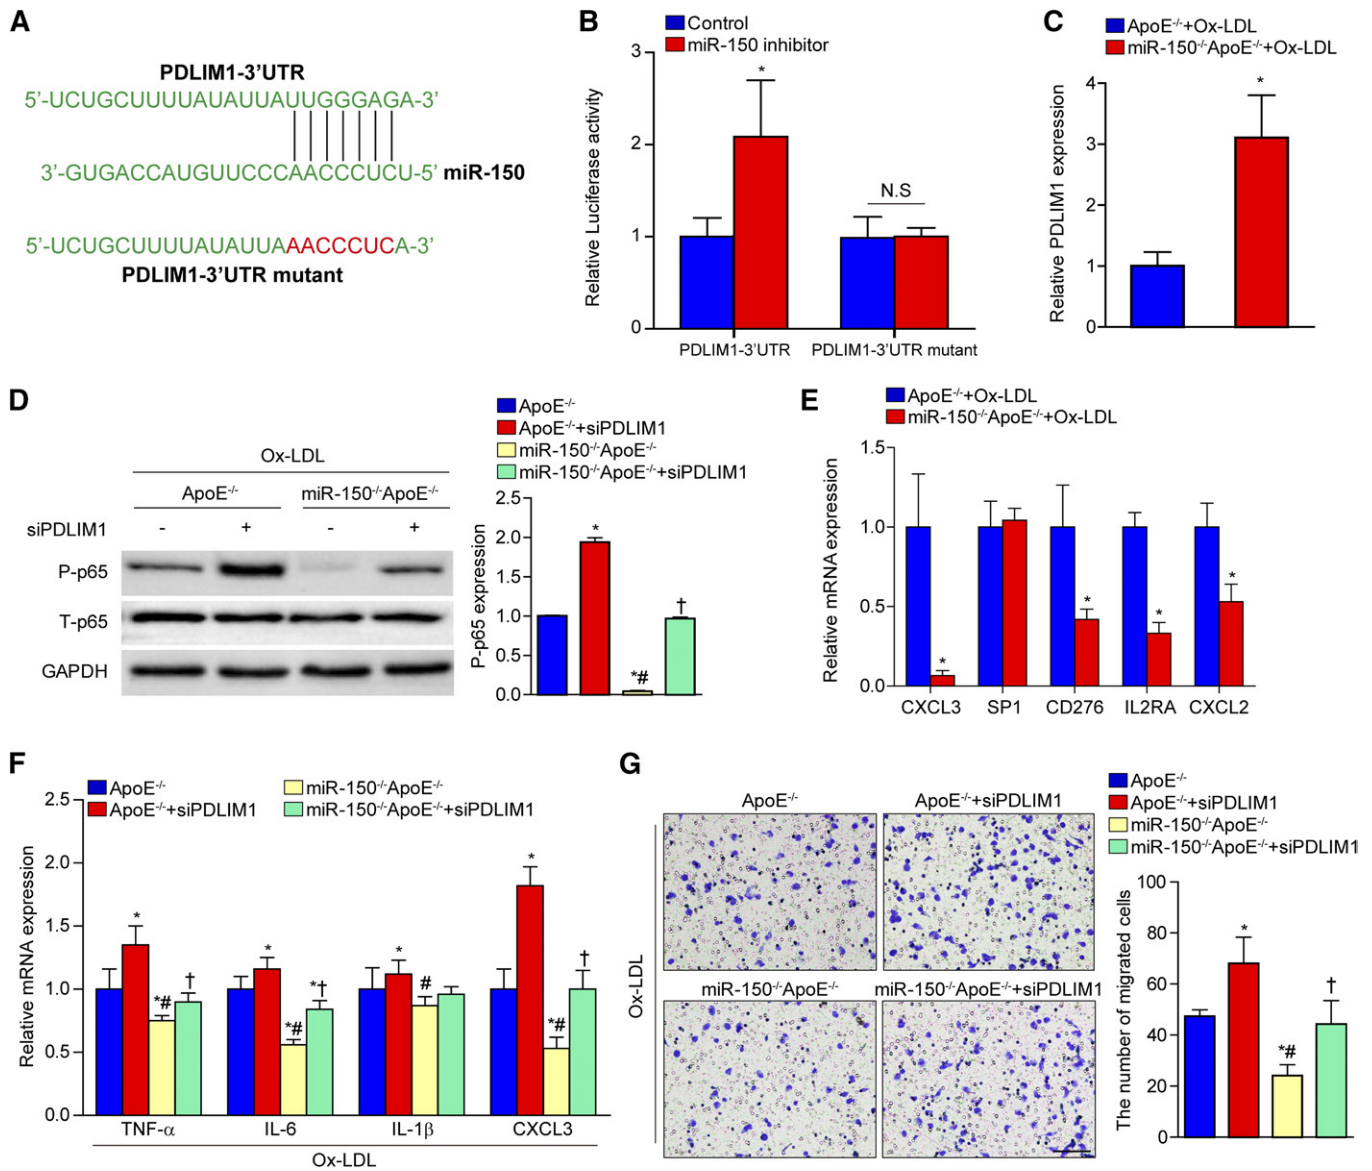 A
PDLIM1-3'UTR
5'-UCUGCUUUUAUAUUAUUGGGAGA-3'
3'-GUGACCAUGUUCCCAACCCUCU-5' miR-150
5'-UCUGCUUUUAUAUUAAACCCUCA-3'
PDLIM1-3'UTR mutant
B
Control
miR-150 inhibitor
Relative Luciferase activity
3
2
1
0
*
N.S
PDLIM1-3'UTR
PDLIM1-3'UTR mutant
C
ApoE-/-+Ox-LDL
miR-150-/-ApoE-/-+Ox-LDL
Relative PDLIM1 expression
4
3
2
1
0
*
D
Ox-LDL
ApoE-/- miR-150-/-ApoE-/-
siPDLIM1 - + - +
P-p65
T-p65
GAPDH
ApoE-/-
ApoE-/-+siPDLIM1
miR-150-/-ApoE-/-
miR-150-/-ApoE-/-+siPDLIM1
P-p65 expression
2.5
2.0
1.5
1.0
0.5
0.0
*
*#
†
E
ApoE-/-+Ox-LDL
miR-150-/-ApoE-/-+Ox-LDL
Relative mRNA expression
1.5
1.0
0.5
0.0
* * * *
CXCL3 SP1 CD276 IL2RA CXCL2
F
ApoE-/-
ApoE-/-+siPDLIM1
miR-150-/-ApoE-/-
miR-150-/-ApoE-/-+siPDLIM1
Relative mRNA expression
2.5
2.0
1.5
1.0
0.5
0.0
* *# †
* *# *†
* #
* *# †
TNF-α IL-6 IL-1β CXCL3
Ox-LDL
G
Ox-LDL
ApoE-/- ApoE-/-+siPDLIM1
miR-150-/-ApoE-/- miR-150-/-ApoE-/-+siPDLIM1
ApoE-/-
ApoE-/-+siPDLIM1
miR-150-/-ApoE-/-
miR-150-/-ApoE-/-+siPDLIM1
The number of migrated cells
100
80
60
40
20
0
*
*#
†